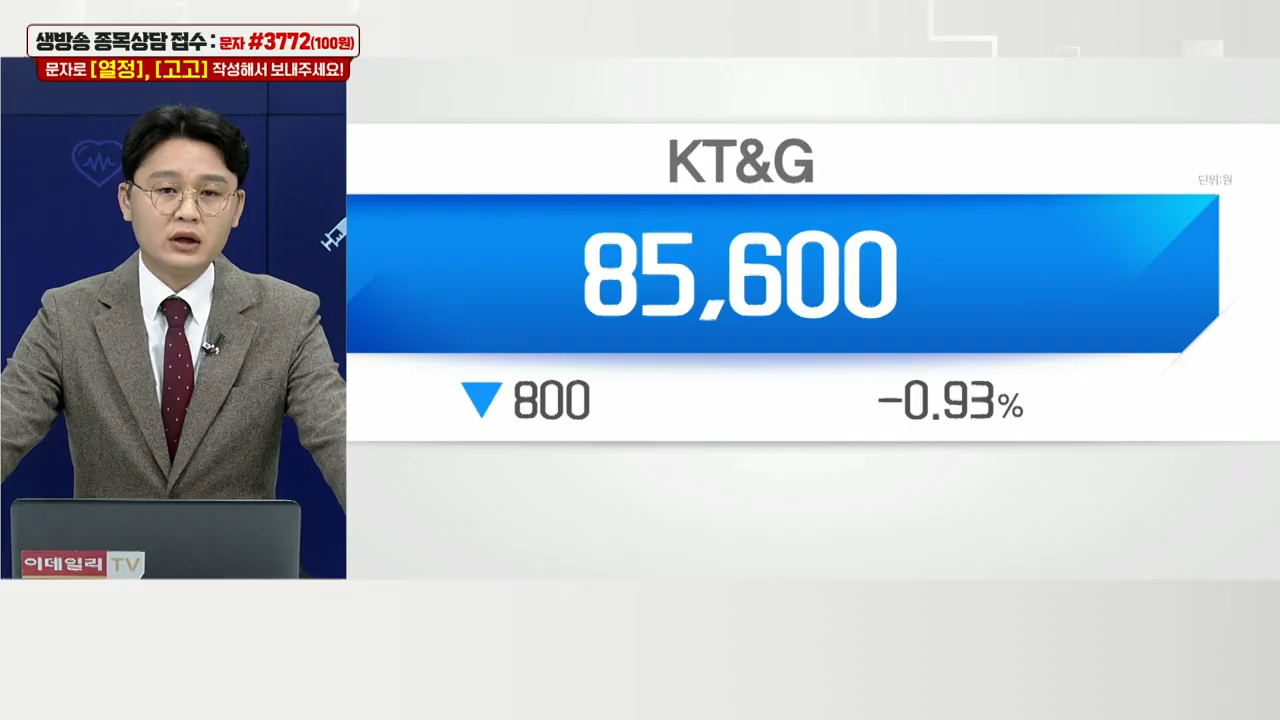 생방송 종목상담 접수 : 문자 #3772(100원)
문자로 [열정], [고고] 작성해서 보내주세요!
KT&G
단위:원
85,600
▼ 800
-0.93%
이데일리 TV